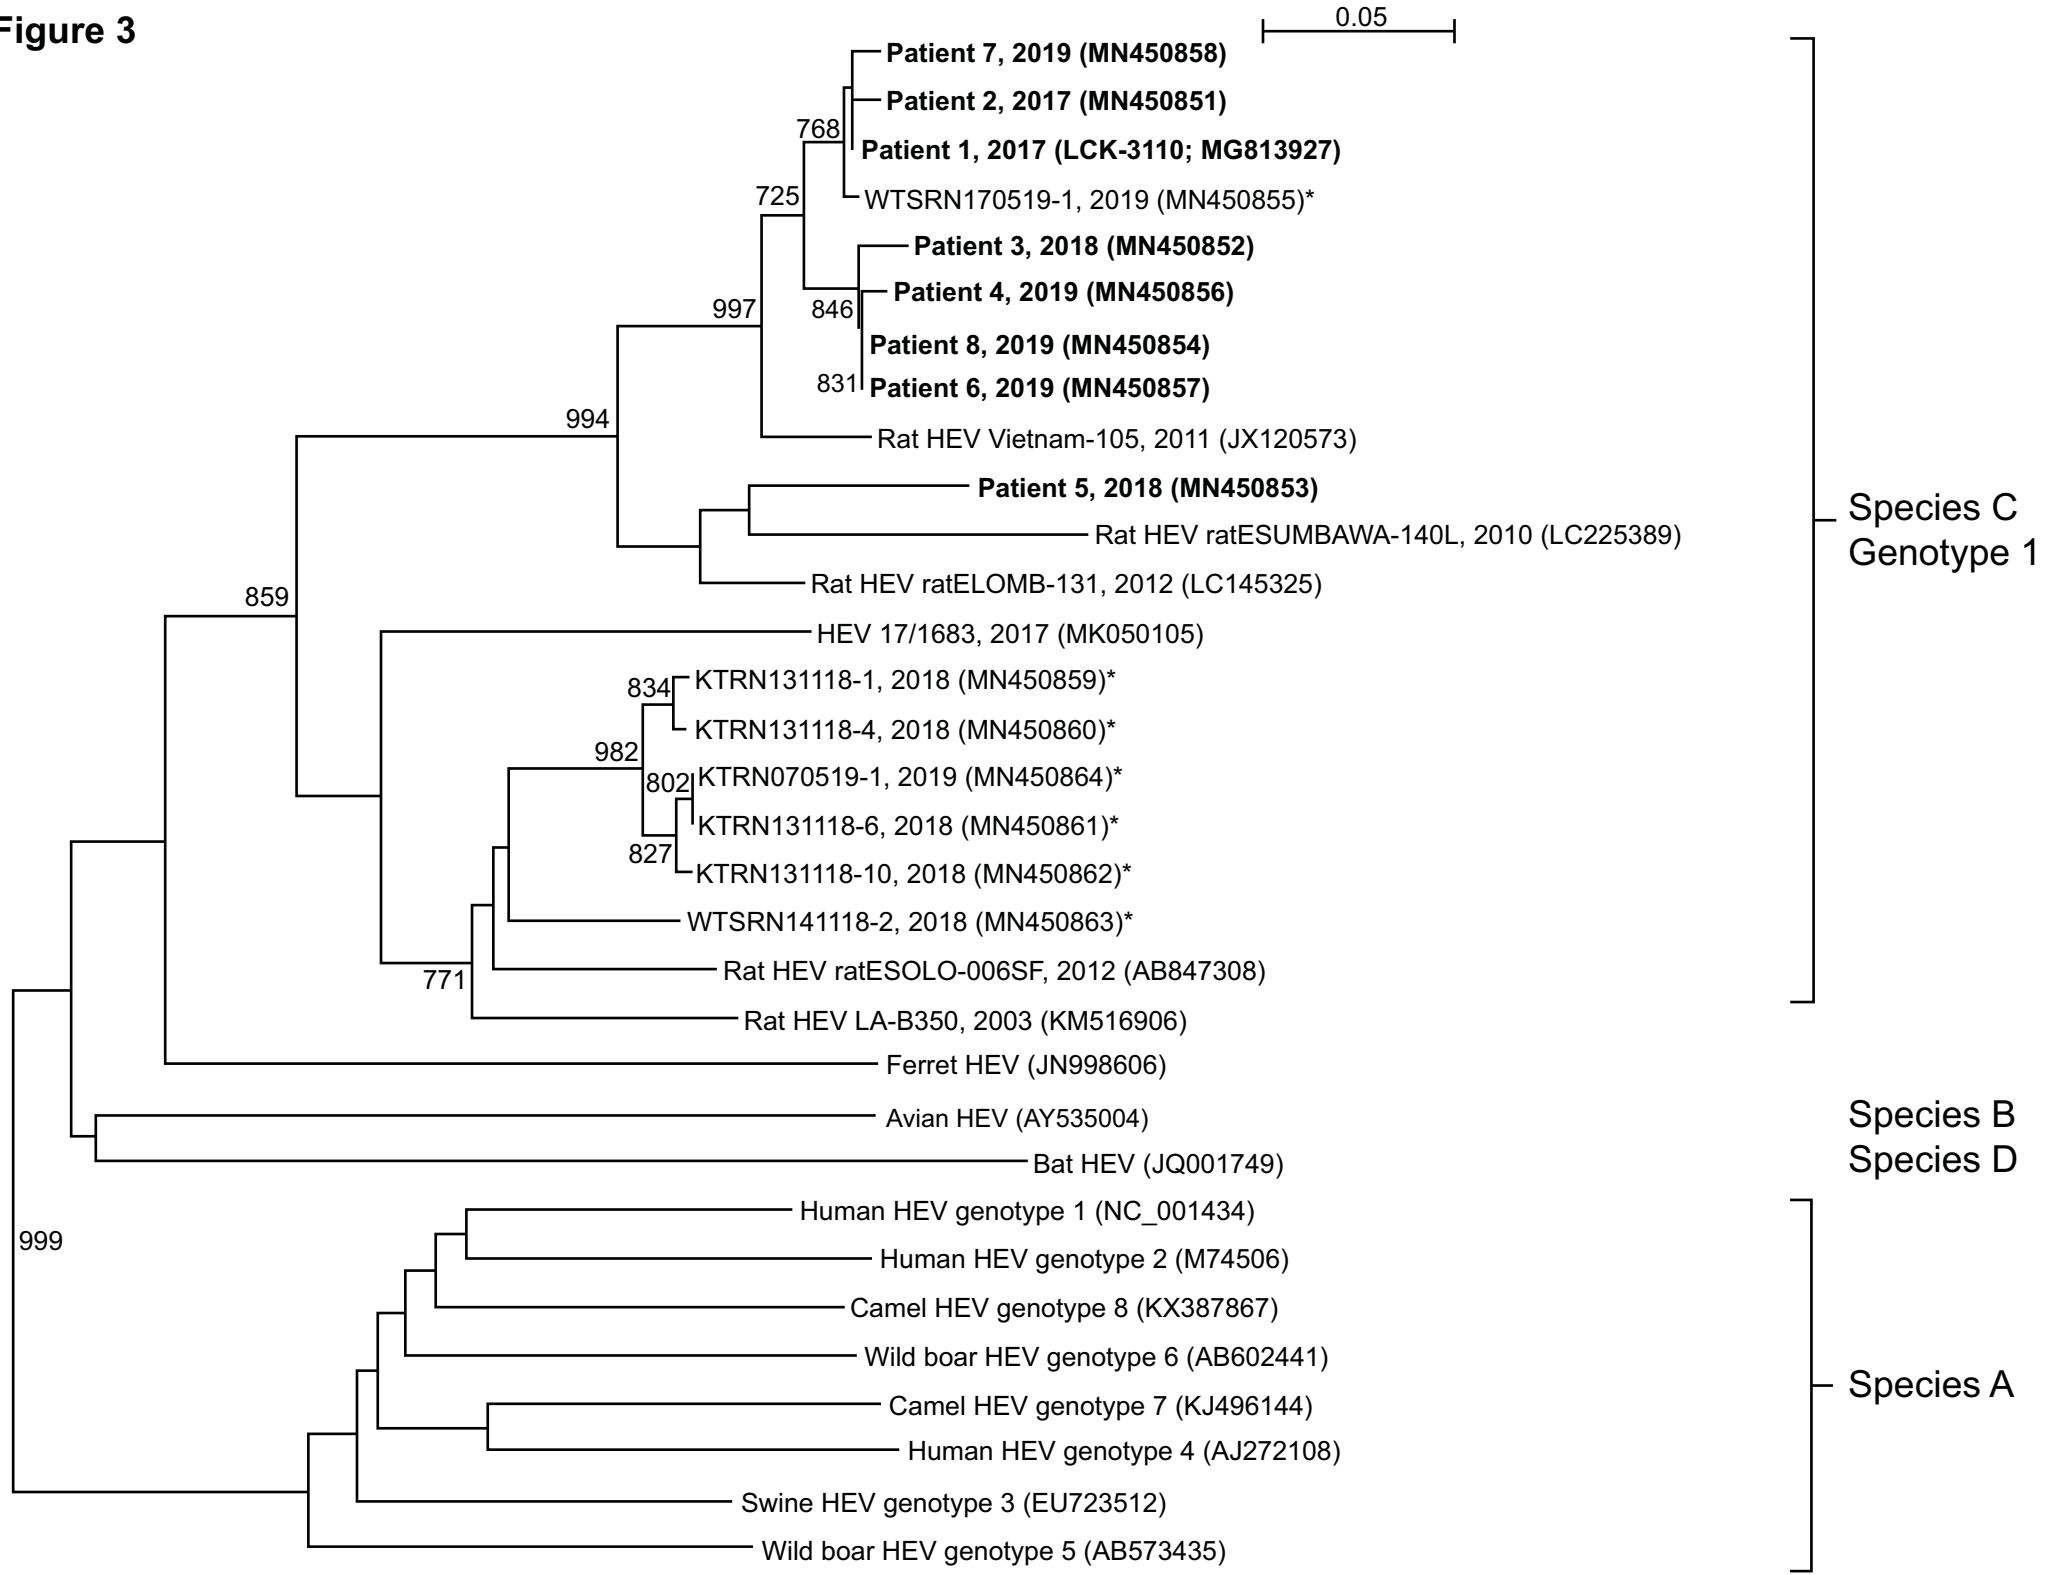 Figure 3
0.05
Patient 7, 2019 (MN450858)
Patient 2, 2017 (MN450851)
768
Patient 1, 2017 (LCK-3110; MG813927)
725
WTSRN170519-1, 2019 (MN450855)*
Patient 3, 2018 (MN450852)
Patient 4, 2019 (MN450856)
997
846
Patient 8, 2019 (MN450854)
831
Patient 6, 2019 (MN450857)
994
Rat HEV Vietnam-105, 2011 (JX120573)
Patient 5, 2018 (MN450853)
Species C
Genotype 1
Rat HEV ratESUMBAWA-140L, 2010 (LC225389)
Rat HEV ratELOMB-131, 2012 (LC145325)
859
HEV 17/1683, 2017 (MK050105)
834
KTRN131118-1, 2018 (MN450859)*
KTRN131118-4, 2018 (MN450860)*
982
802
KTRN070519-1, 2019 (MN450864)*
KTRN131118-6, 2018 (MN450861)*
827
KTRN131118-10, 2018 (MN450862)*
WTSRN141118-2, 2018 (MN450863)*
771
Rat HEV ratESOLO-006SF, 2012 (AB847308)
Rat HEV LA-B350, 2003 (KM516906)
Ferret HEV (JN998606)
Avian HEV (AY535004)
Species B
Bat HEV (JQ001749)
Species D
Human HEV genotype 1 (NC_001434)
999
Human HEV genotype 2 (M74506)
Camel HEV genotype 8 (KX387867)
Wild boar HEV genotype 6 (AB602441)
Species A
Camel HEV genotype 7 (KJ496144)
Human HEV genotype 4 (AJ272108)
Swine HEV genotype 3 (EU723512)
Wild boar HEV genotype 5 (AB573435)